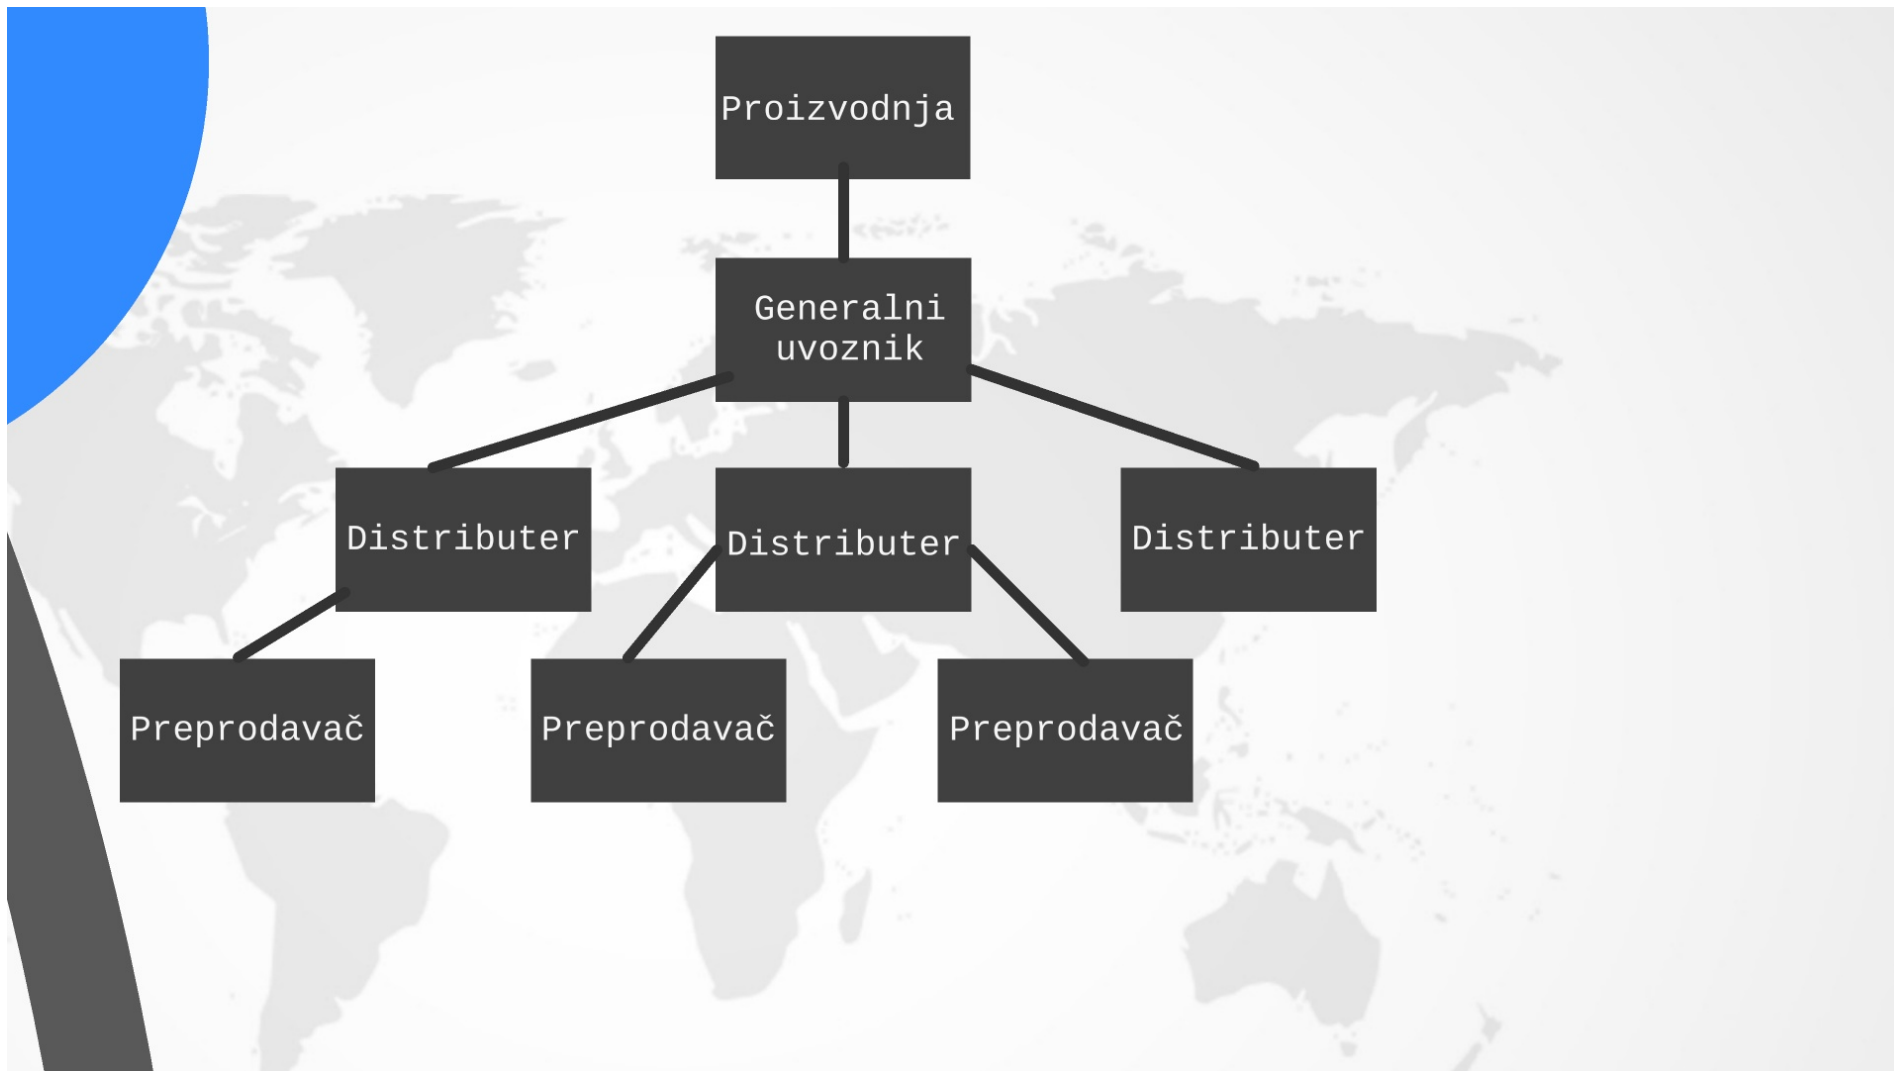 Proizvodnja
Generalni
uvoznik
Distributer
Distributer
Distributer
Preprodavač
Preprodavač
Preprodavač